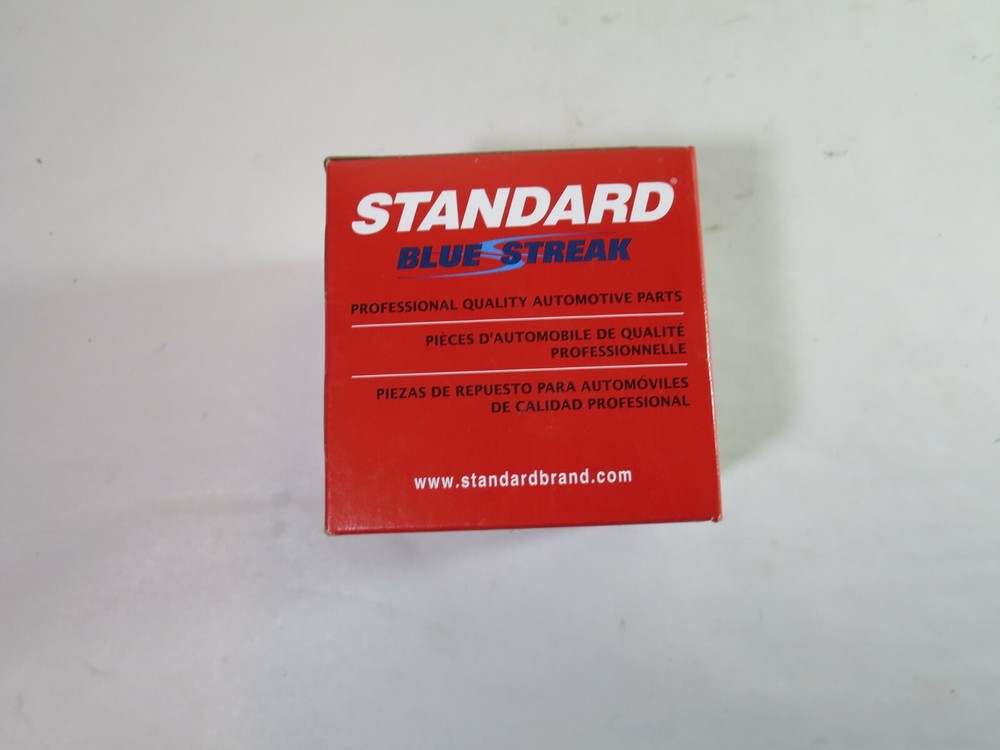 STANDARD®
BLUE STREAK
PROFESSIONAL QUALITY AUTOMOTIVE PARTS
PIÈCES D'AUTOMOBILE DE QUALITÉ
PROFESSIONNELLE
PIEZAS DE REPUESTO PARA AUTOMÓVILES
DE CALIDAD PROFESIONAL
www.standardbrand.com